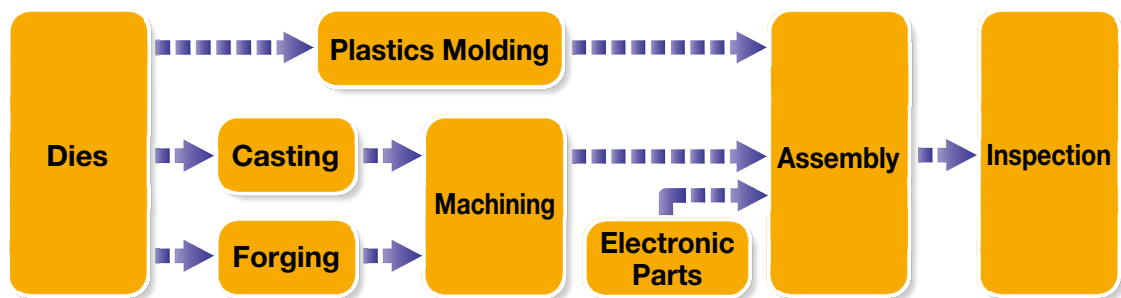 Plastics Molding
Dies
Casting
Machining
Assembly
Inspection
Forging
Electronic
Parts